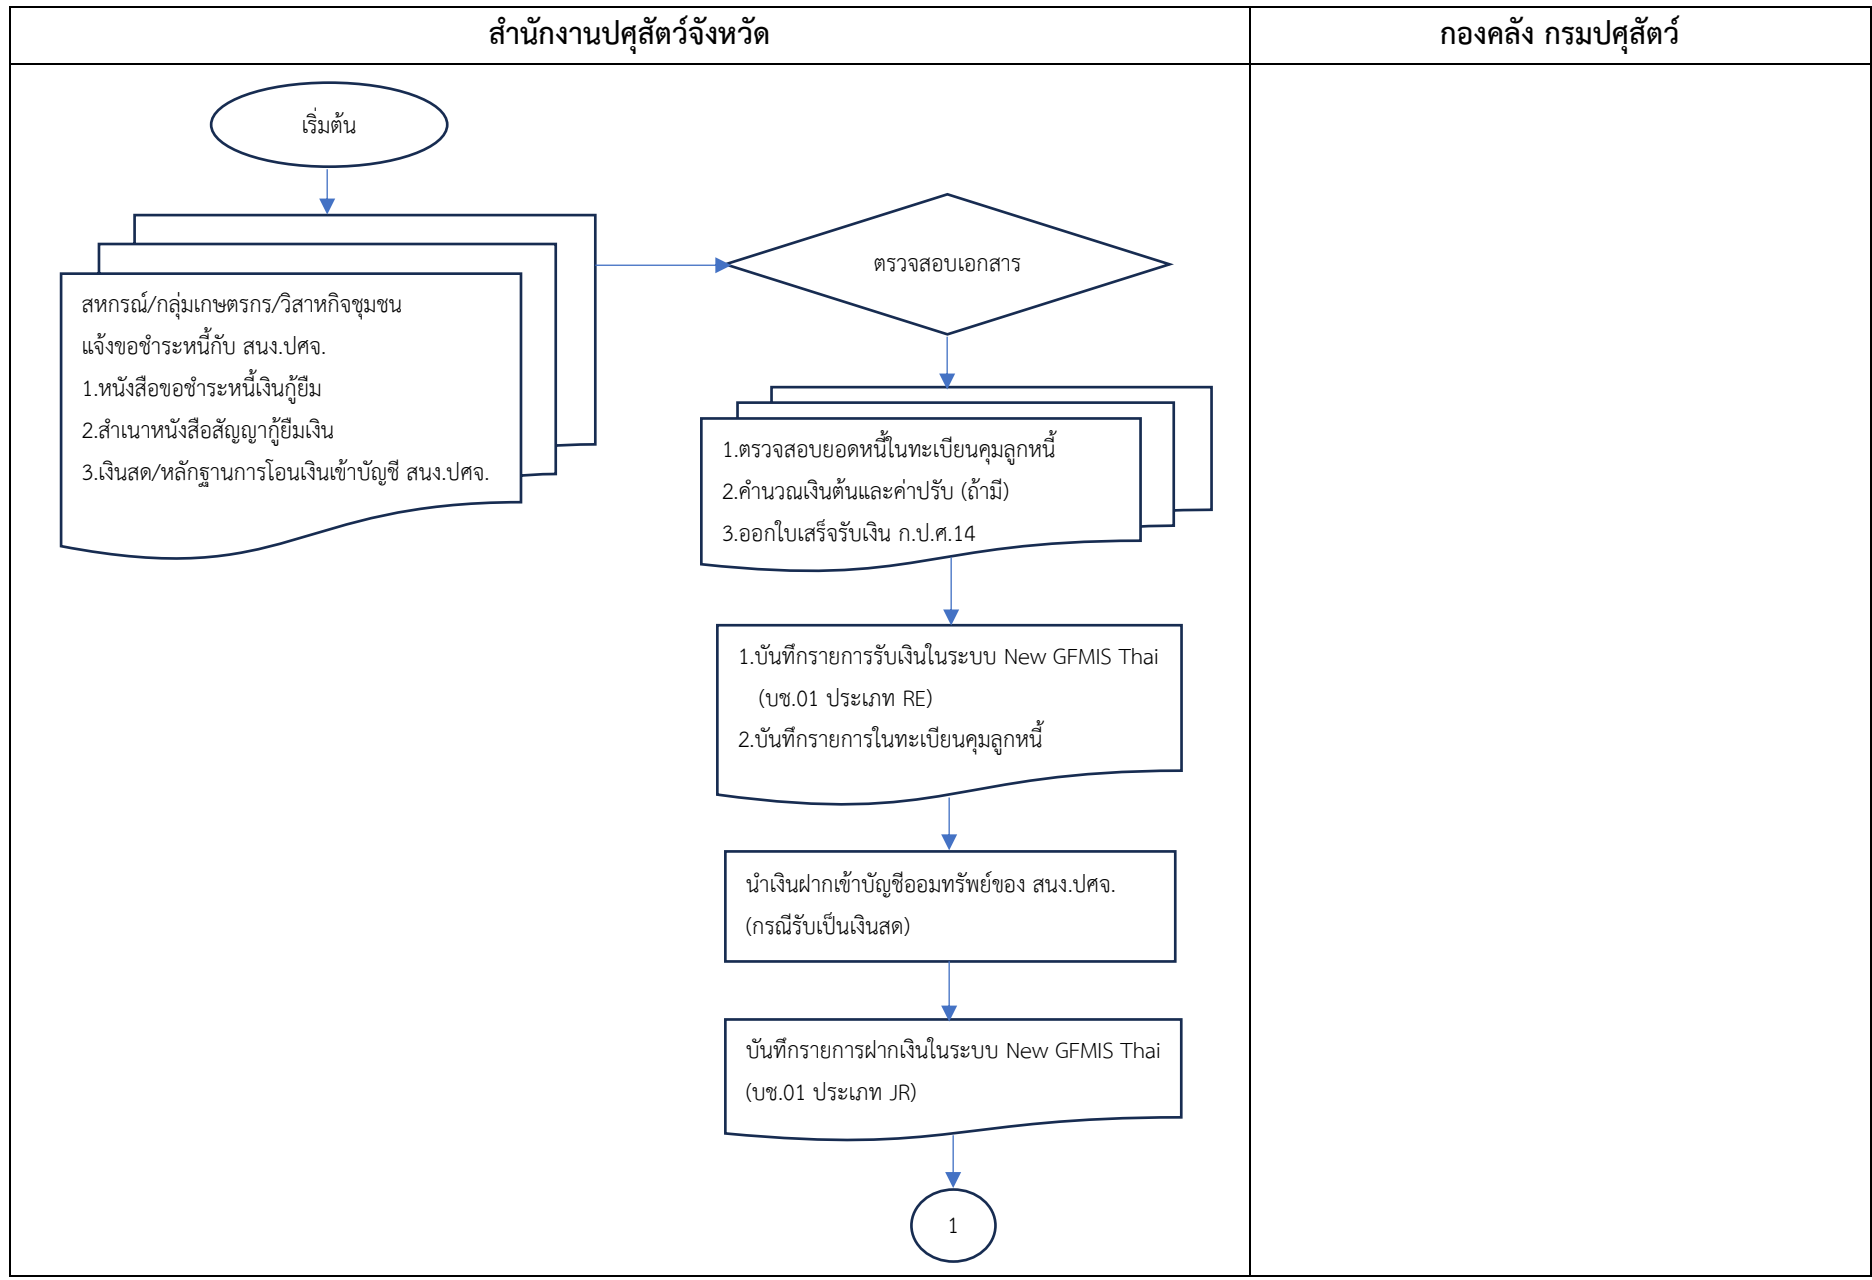 สำนักงานปศุสัตว์จังหวัด
กองคลัง กรมปศุสัตว์
เริ่มต้น
สหกรณ์/กลุ่มเกษตรกร/วิสาหกิจชุมชน
แจ้งขอชำระหนี้กับ สนง.ปศจ.
1.หนังสือขอชำระหนี้เงินกู้ยืม
2.สำเนาหนังสือสัญญากู้ยืมเงิน
3.เงินสด/หลักฐานการโอนเงินเข้าบัญชี สนง.ปศจ.
ตรวจสอบเอกสาร
1.ตรวจสอบยอดหนี้ในทะเบียนคุมลูกหนี้
2.คำนวณเงินต้นและค่าปรับ (ถ้ามี)
3.ออกใบเสร็จรับเงิน ก.ป.ศ.14
1.บันทึกรายการรับเงินในระบบ New GFMIS Thai
(บช.01 ประเภท RE)
2.บันทึกรายการในทะเบียนคุมลูกหนี้
นำเงินฝากเข้าบัญชีออมทรัพย์ของ สนง.ปศจ.
(กรณีรับเป็นเงินสด)
บันทึกรายการฝากเงินในระบบ New GFMIS Thai
(บช.01 ประเภท JR)
1